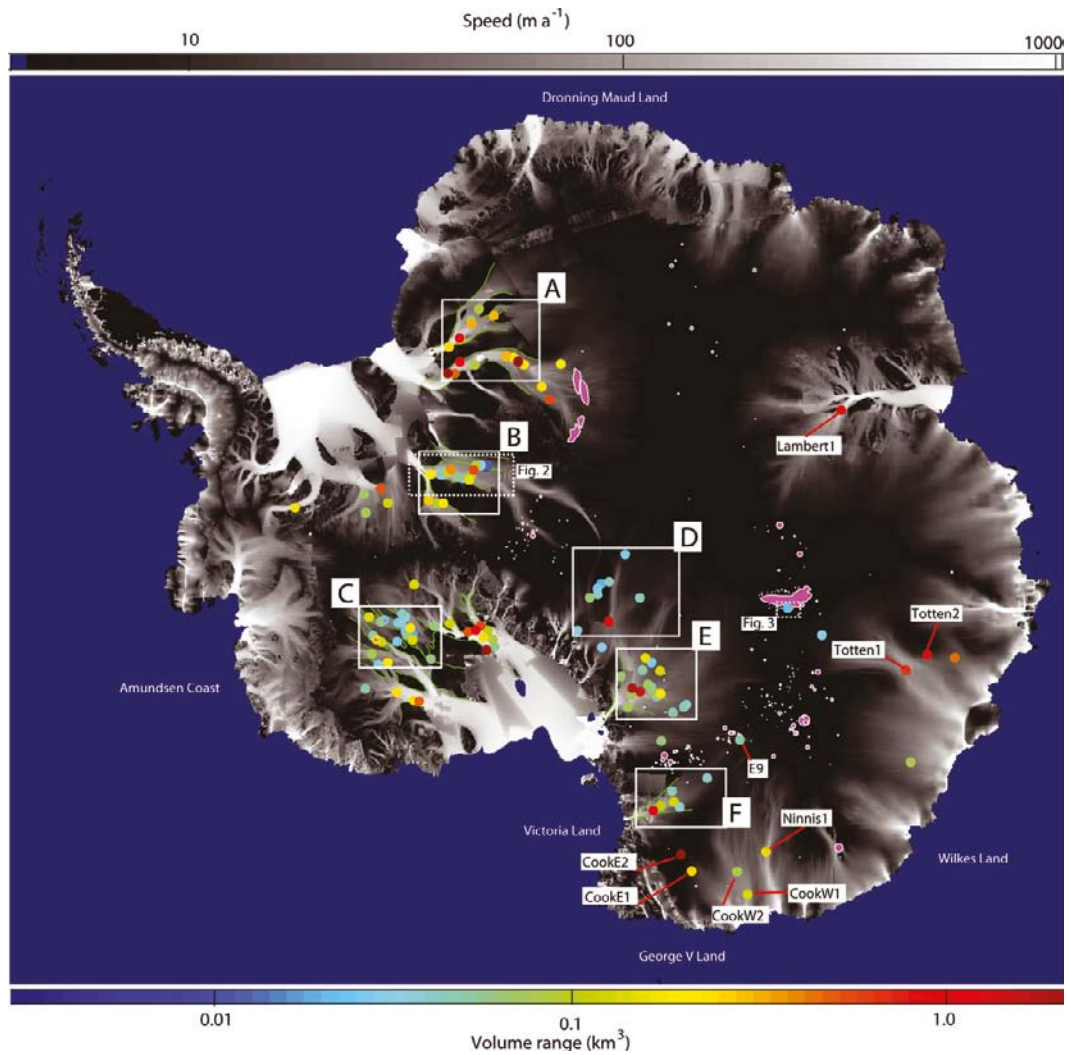 Speed (m a⁻¹)
10 100 1000
Dronning Maud Land
A
Lambert1
B
Fig. 2
D
C
Fig. 3
Totten2
E
Totten1
Amundsen Coast
E9
F
Ninnis1
Victoria Land
CookE2
Wilkes Land
CookE1
CookW1
CookW2
George V Land
0.01 0.1 1.0
Volume range (km³)